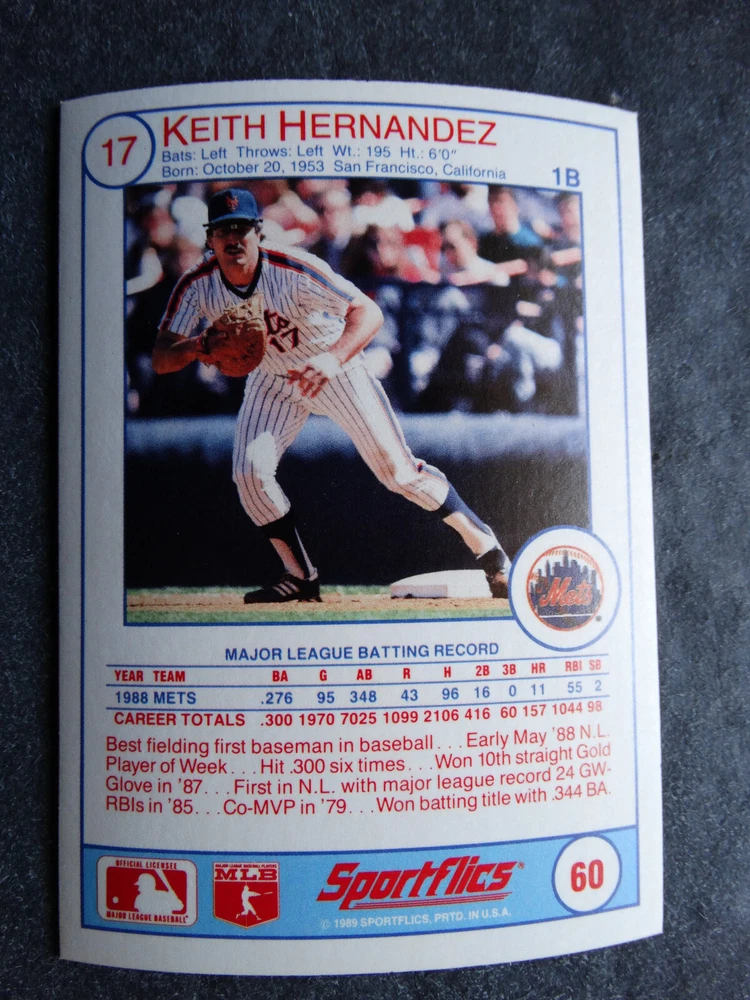 17
KEITH HERNANDEZ
Bats: Left Throws: Left Wt.: 195 Ht.: 6'0"
Born: October 20, 1953 San Francisco, California
1B
17
Mets
MAJOR LEAGUE BATTING RECORD
YEAR TEAM BA G AB R H 2B 3B HR RBI SB
1988 METS .276 95 348 43 96 16 0 11 55 2
CAREER TOTALS .300 1970 7025 1099 2106 416 60 157 1044 98
Best fielding first baseman in baseball . . . Early May '88 N.L.
Player of Week . . . Hit .300 six times . . . Won 10th straight Gold
Glove in '87 . . . First in N.L. with major league record 24 GW-
RBIs in '85 . . . Co-MVP in '79 . . . Won batting title with .344 BA.
OFFICIAL LICENSEE
MAJOR LEAGUE BASEBALL
MAJOR LEAGUE BASEBALL PLAYERS
MLB
Sportflics®
© 1989 SPORTFLICS, PRTD. IN U.S.A.
60